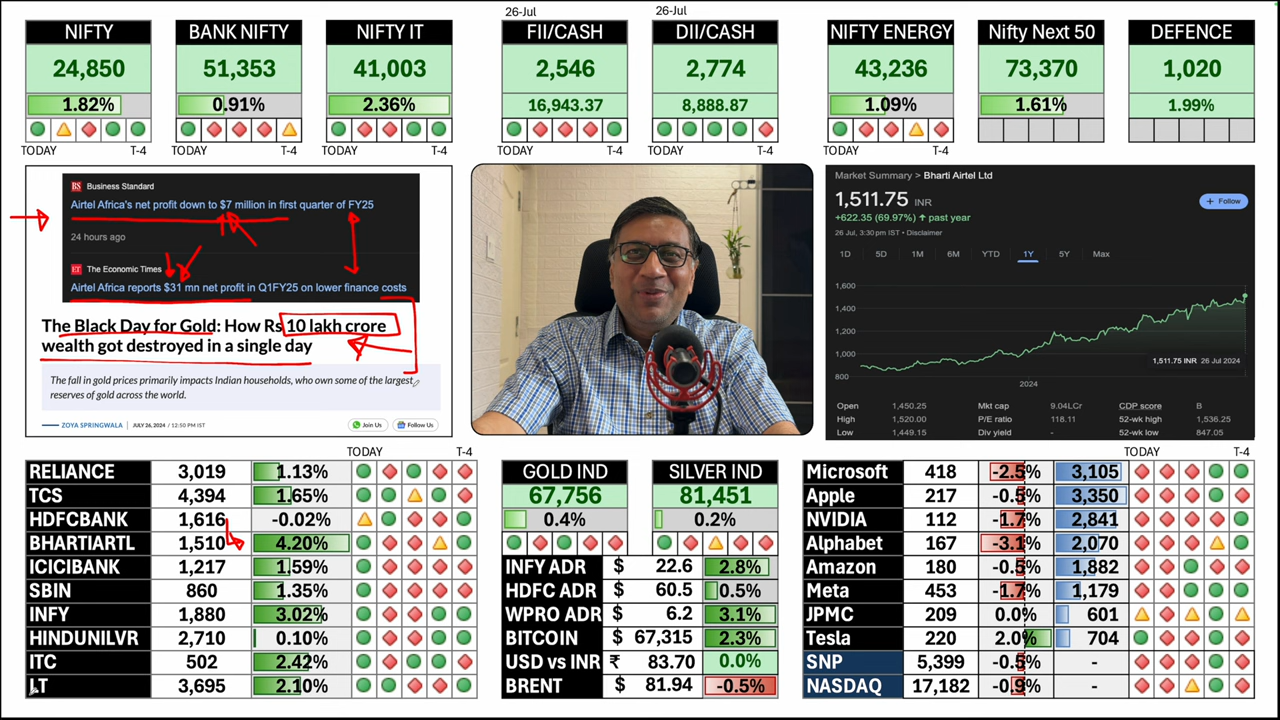 26-Jul
26-Jul
NIFTY
24,850
1.82%
TODAY
T-4
BANK NIFTY
51,353
0.91%
NIFTY IT
41,003
2.36%
T-4
FII/CASH
2,546
16,943.37
TODAY
DII/CASH
2,774
8,888.87
T-4
NIFTY ENERGY
43,236
1.09%
TODAY
T-4
Nifty Next 50
73,370
1.61%
DEFENCE
1,020
1.99%
BS Business Standard
Airtel Africa's net profit down to $7 million in first quarter of FY25
24 hours ago
ET The Economic Times
Airtel Africa reports $31 mn net profit in Q1FY25 on lower finance costs
The Black Day for Gold: How Rs 10 lakh crore
wealth got destroyed in a single day
The fall in gold prices primarily impacts Indian households, who own some of the largest
reserves of gold across the world.
ZOYA SPRINGWALA | JULY 26, 2024 / 12:50 PM IST
Join Us
Follow Us
Market Summary > Bharti Airtel Ltd
1,511.75 INR
+ Follow
+622.35 (69.97%) ↑ past year
26 Jul, 3:30 pm IST • Disclaimer
1D 5D 1M 6M YTD 1Y 5Y Max
1,600
1,400
1,200
1,000
800
1,511.75 INR 26 Jul 2024
2024
Open 1,450.25 Mkt cap 9.04LCr CDP score B
High 1,520.00 P/E ratio 118.11 52-wk high 1,536.25
Low 1,449.15 Div yield - 52-wk low 847.05
TODAY T-4
RELIANCE 3,019 1.13%
TCS 4,394 1.65%
HDFCBANK 1,616 -0.02%
BHARTIARTL 1,510 4.20%
ICICIBANK 1,217 1.59%
SBIN 860 1.35%
INFY 1,880 3.02%
HINDUNILVR 2,710 0.10%
ITC 502 2.42%
LT 3,695 2.10%
GOLD IND
67,756
0.4%
SILVER IND
81,451
0.2%
INFY ADR $ 22.6 2.8%
HDFC ADR $ 60.5 0.5%
WPRO ADR $ 6.2 3.1%
BITCOIN $ 67,315 2.3%
USD vs INR ₹ 83.70 0.0%
BRENT $ 81.94 -0.5%
TODAY T-4
Microsoft 418 -2.5% 3,105
Apple 217 -0.5% 3,350
NVIDIA 112 -1.7% 2,841
Alphabet 167 -3.1% 2,070
Amazon 180 -0.5% 1,882
Meta 453 -1.7% 1,179
JPMC 209 0.0% 601
Tesla 220 2.0% 704
SNP 5,399 -0.5% -
NASDAQ 17,182 -0.9% -